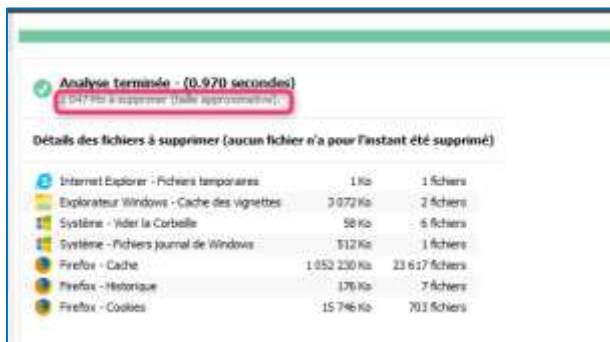 Analyse terminée - (0.970 secondes)
1 047 Mo à supprimer (taille approximative).
Détails des fichiers à supprimer (aucun fichier n'a pour l'instant été supprimé)
Internet Explorer - Fichiers temporaires 1 Ko 1 fichiers
Explorateur Windows - Cache des vignettes 3 072 Ko 2 fichiers
Système - Vider la Corbeille 58 Ko 6 fichiers
Système - Fichiers journal de Windows 512 Ko 1 fichiers
Firefox - Cache 1 052 230 Ko 23 617 fichiers
Firefox - Historique 176 Ko 7 fichiers
Firefox - Cookies 15 746 Ko 703 fichiers